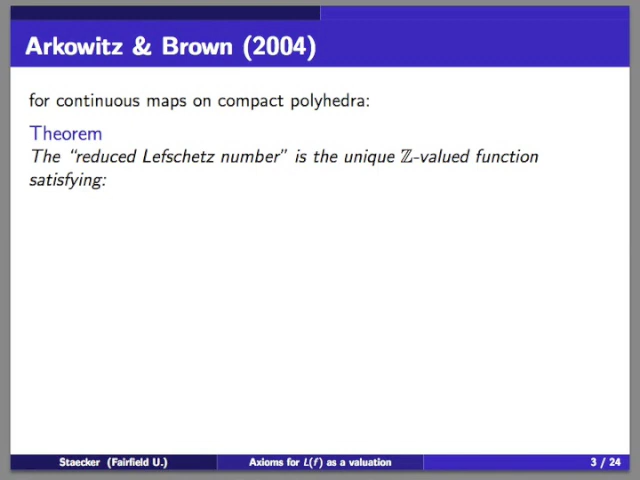 Arkowitz & Brown (2004)
for continuous maps on compact polyhedra:
Theorem
The “reduced Lefschetz number” is the unique ℤ-valued function
satisfying:
Staecker (Fairfield U.) Axioms for L(f) as a valuation 3 / 24